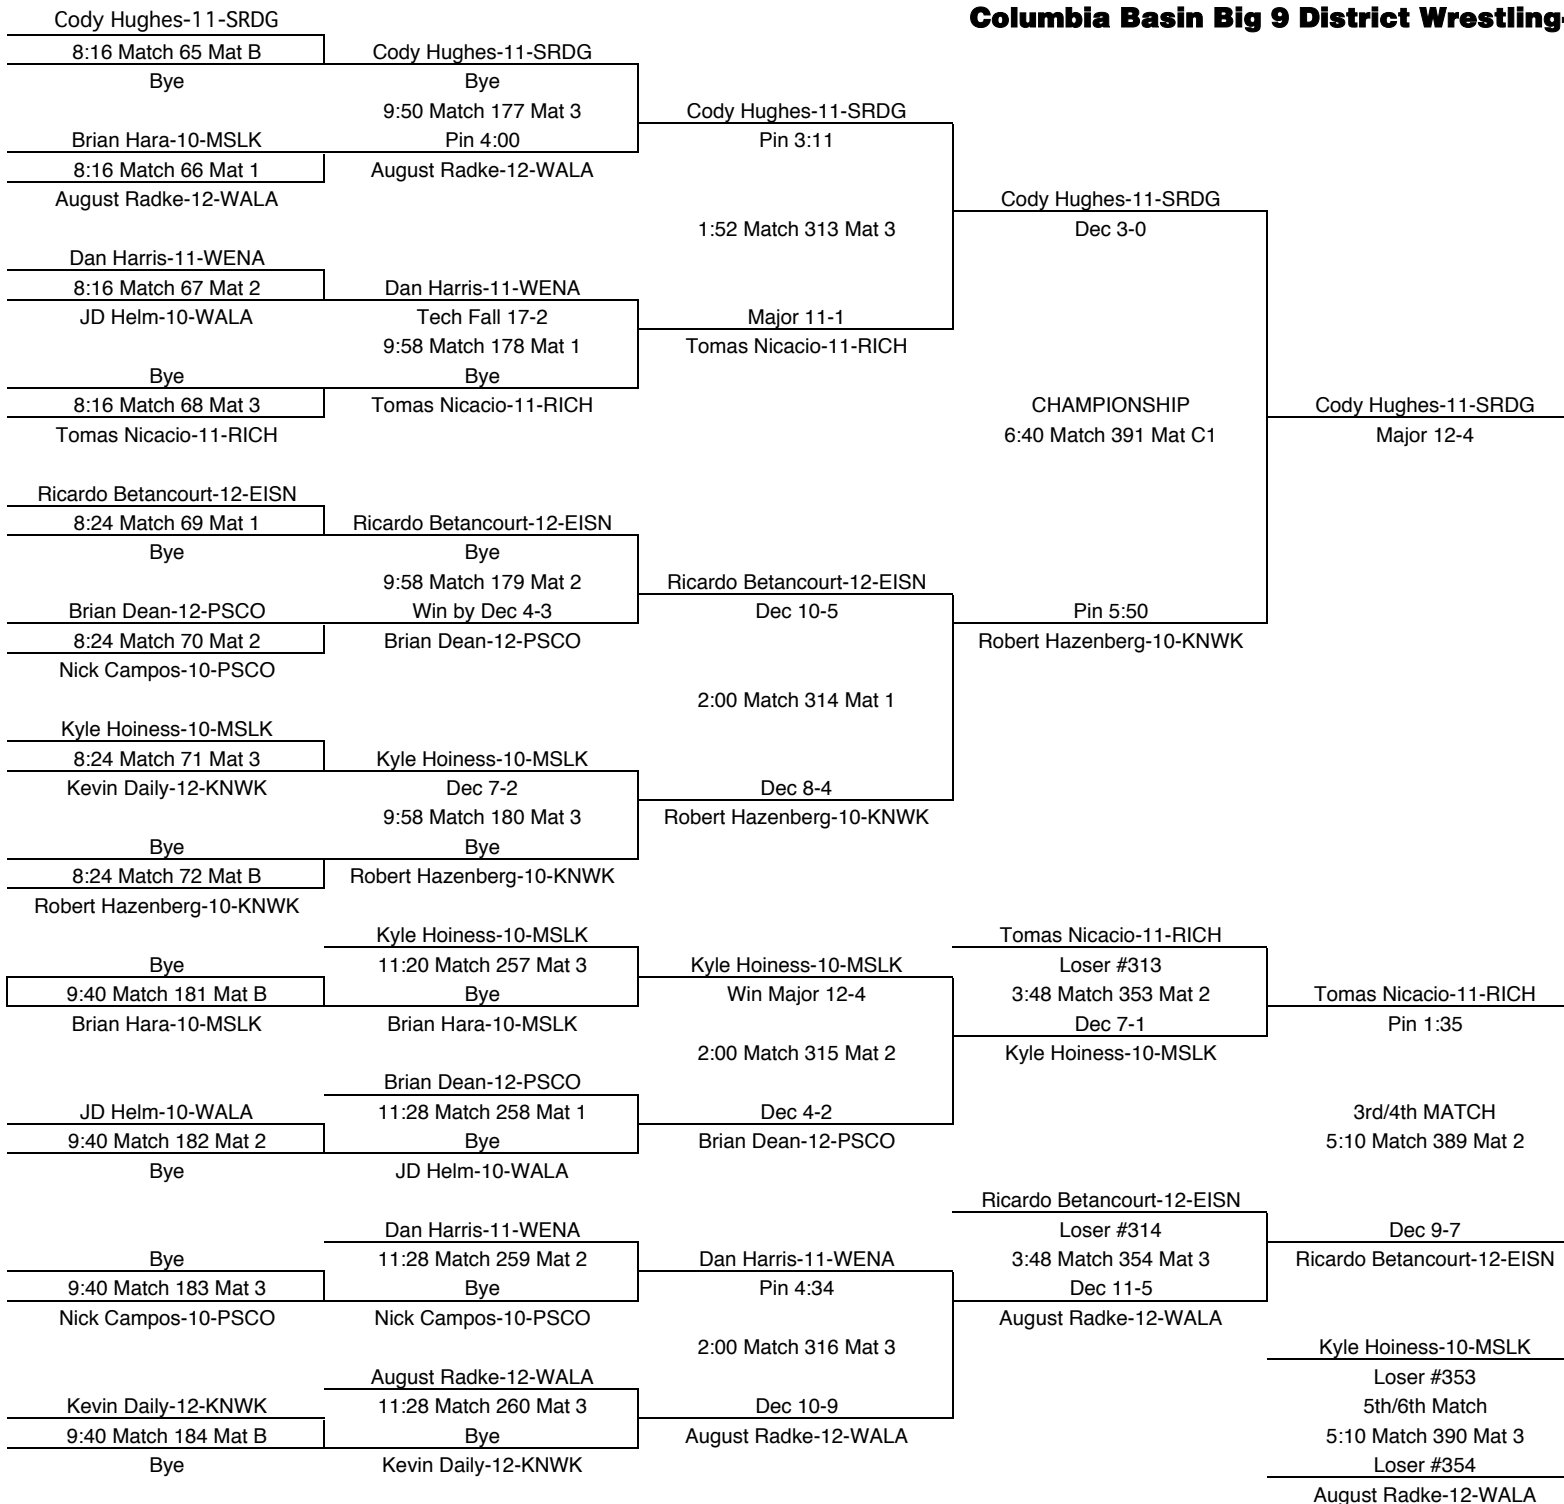 Columbia Basin Big 9 District Wrestling-
Cody Hughes-11-SRDG
8:16 Match 65 Mat B
Bye
Brian Hara-10-MSLK
8:16 Match 66 Mat 1
August Radke-12-WALA
Dan Harris-11-WENA
8:16 Match 67 Mat 2
JD Helm-10-WALA
Bye
8:16 Match 68 Mat 3
Tomas Nicacio-11-RICH
Ricardo Betancourt-12-EISN
8:24 Match 69 Mat 1
Bye
Brian Dean-12-PSCO
8:24 Match 70 Mat 2
Nick Campos-10-PSCO
Kyle Hoiness-10-MSLK
8:24 Match 71 Mat 3
Kevin Daily-12-KNWK
Bye
8:24 Match 72 Mat B
Robert Hazenberg-10-KNWK
Cody Hughes-11-SRDG
Bye
9:50 Match 177 Mat 3
Pin 4:00
August Radke-12-WALA
Dan Harris-11-WENA
Tech Fall 17-2
9:58 Match 178 Mat 1
Bye
Tomas Nicacio-11-RICH
Ricardo Betancourt-12-EISN
Bye
9:58 Match 179 Mat 2
Win by Dec 4-3
Brian Dean-12-PSCO
Kyle Hoiness-10-MSLK
Dec 7-2
9:58 Match 180 Mat 3
Bye
Robert Hazenberg-10-KNWK
Cody Hughes-11-SRDG
Pin 3:11
1:52 Match 313 Mat 3
Major 11-1
Tomas Nicacio-11-RICH
Ricardo Betancourt-12-EISN
Dec 10-5
2:00 Match 314 Mat 1
Dec 8-4
Robert Hazenberg-10-KNWK
Cody Hughes-11-SRDG
Dec 3-0
CHAMPIONSHIP
6:40 Match 391 Mat C1
Pin 5:50
Robert Hazenberg-10-KNWK
Cody Hughes-11-SRDG
Major 12-4
Bye
9:40 Match 181 Mat B
Brian Hara-10-MSLK
JD Helm-10-WALA
9:40 Match 182 Mat 2
Bye
Bye
9:40 Match 183 Mat 3
Nick Campos-10-PSCO
Kevin Daily-12-KNWK
9:40 Match 184 Mat B
Bye
Kyle Hoiness-10-MSLK
11:20 Match 257 Mat 3
Bye
Brian Hara-10-MSLK
Brian Dean-12-PSCO
11:28 Match 258 Mat 1
Bye
JD Helm-10-WALA
Dan Harris-11-WENA
11:28 Match 259 Mat 2
Bye
Nick Campos-10-PSCO
August Radke-12-WALA
11:28 Match 260 Mat 3
Bye
Kevin Daily-12-KNWK
Kyle Hoiness-10-MSLK
Win Major 12-4
2:00 Match 315 Mat 2
Dec 4-2
Brian Dean-12-PSCO
Dan Harris-11-WENA
Pin 4:34
2:00 Match 316 Mat 3
Dec 10-9
August Radke-12-WALA
Tomas Nicacio-11-RICH
Loser #313
3:48 Match 353 Mat 2
Dec 7-1
Kyle Hoiness-10-MSLK
Ricardo Betancourt-12-EISN
Loser #314
3:48 Match 354 Mat 3
Dec 11-5
August Radke-12-WALA
Tomas Nicacio-11-RICH
Pin 1:35
3rd/4th MATCH
5:10 Match 389 Mat 2
Dec 9-7
Ricardo Betancourt-12-EISN
Kyle Hoiness-10-MSLK
Loser #353
5th/6th Match
5:10 Match 390 Mat 3
Loser #354
August Radke-12-WALA